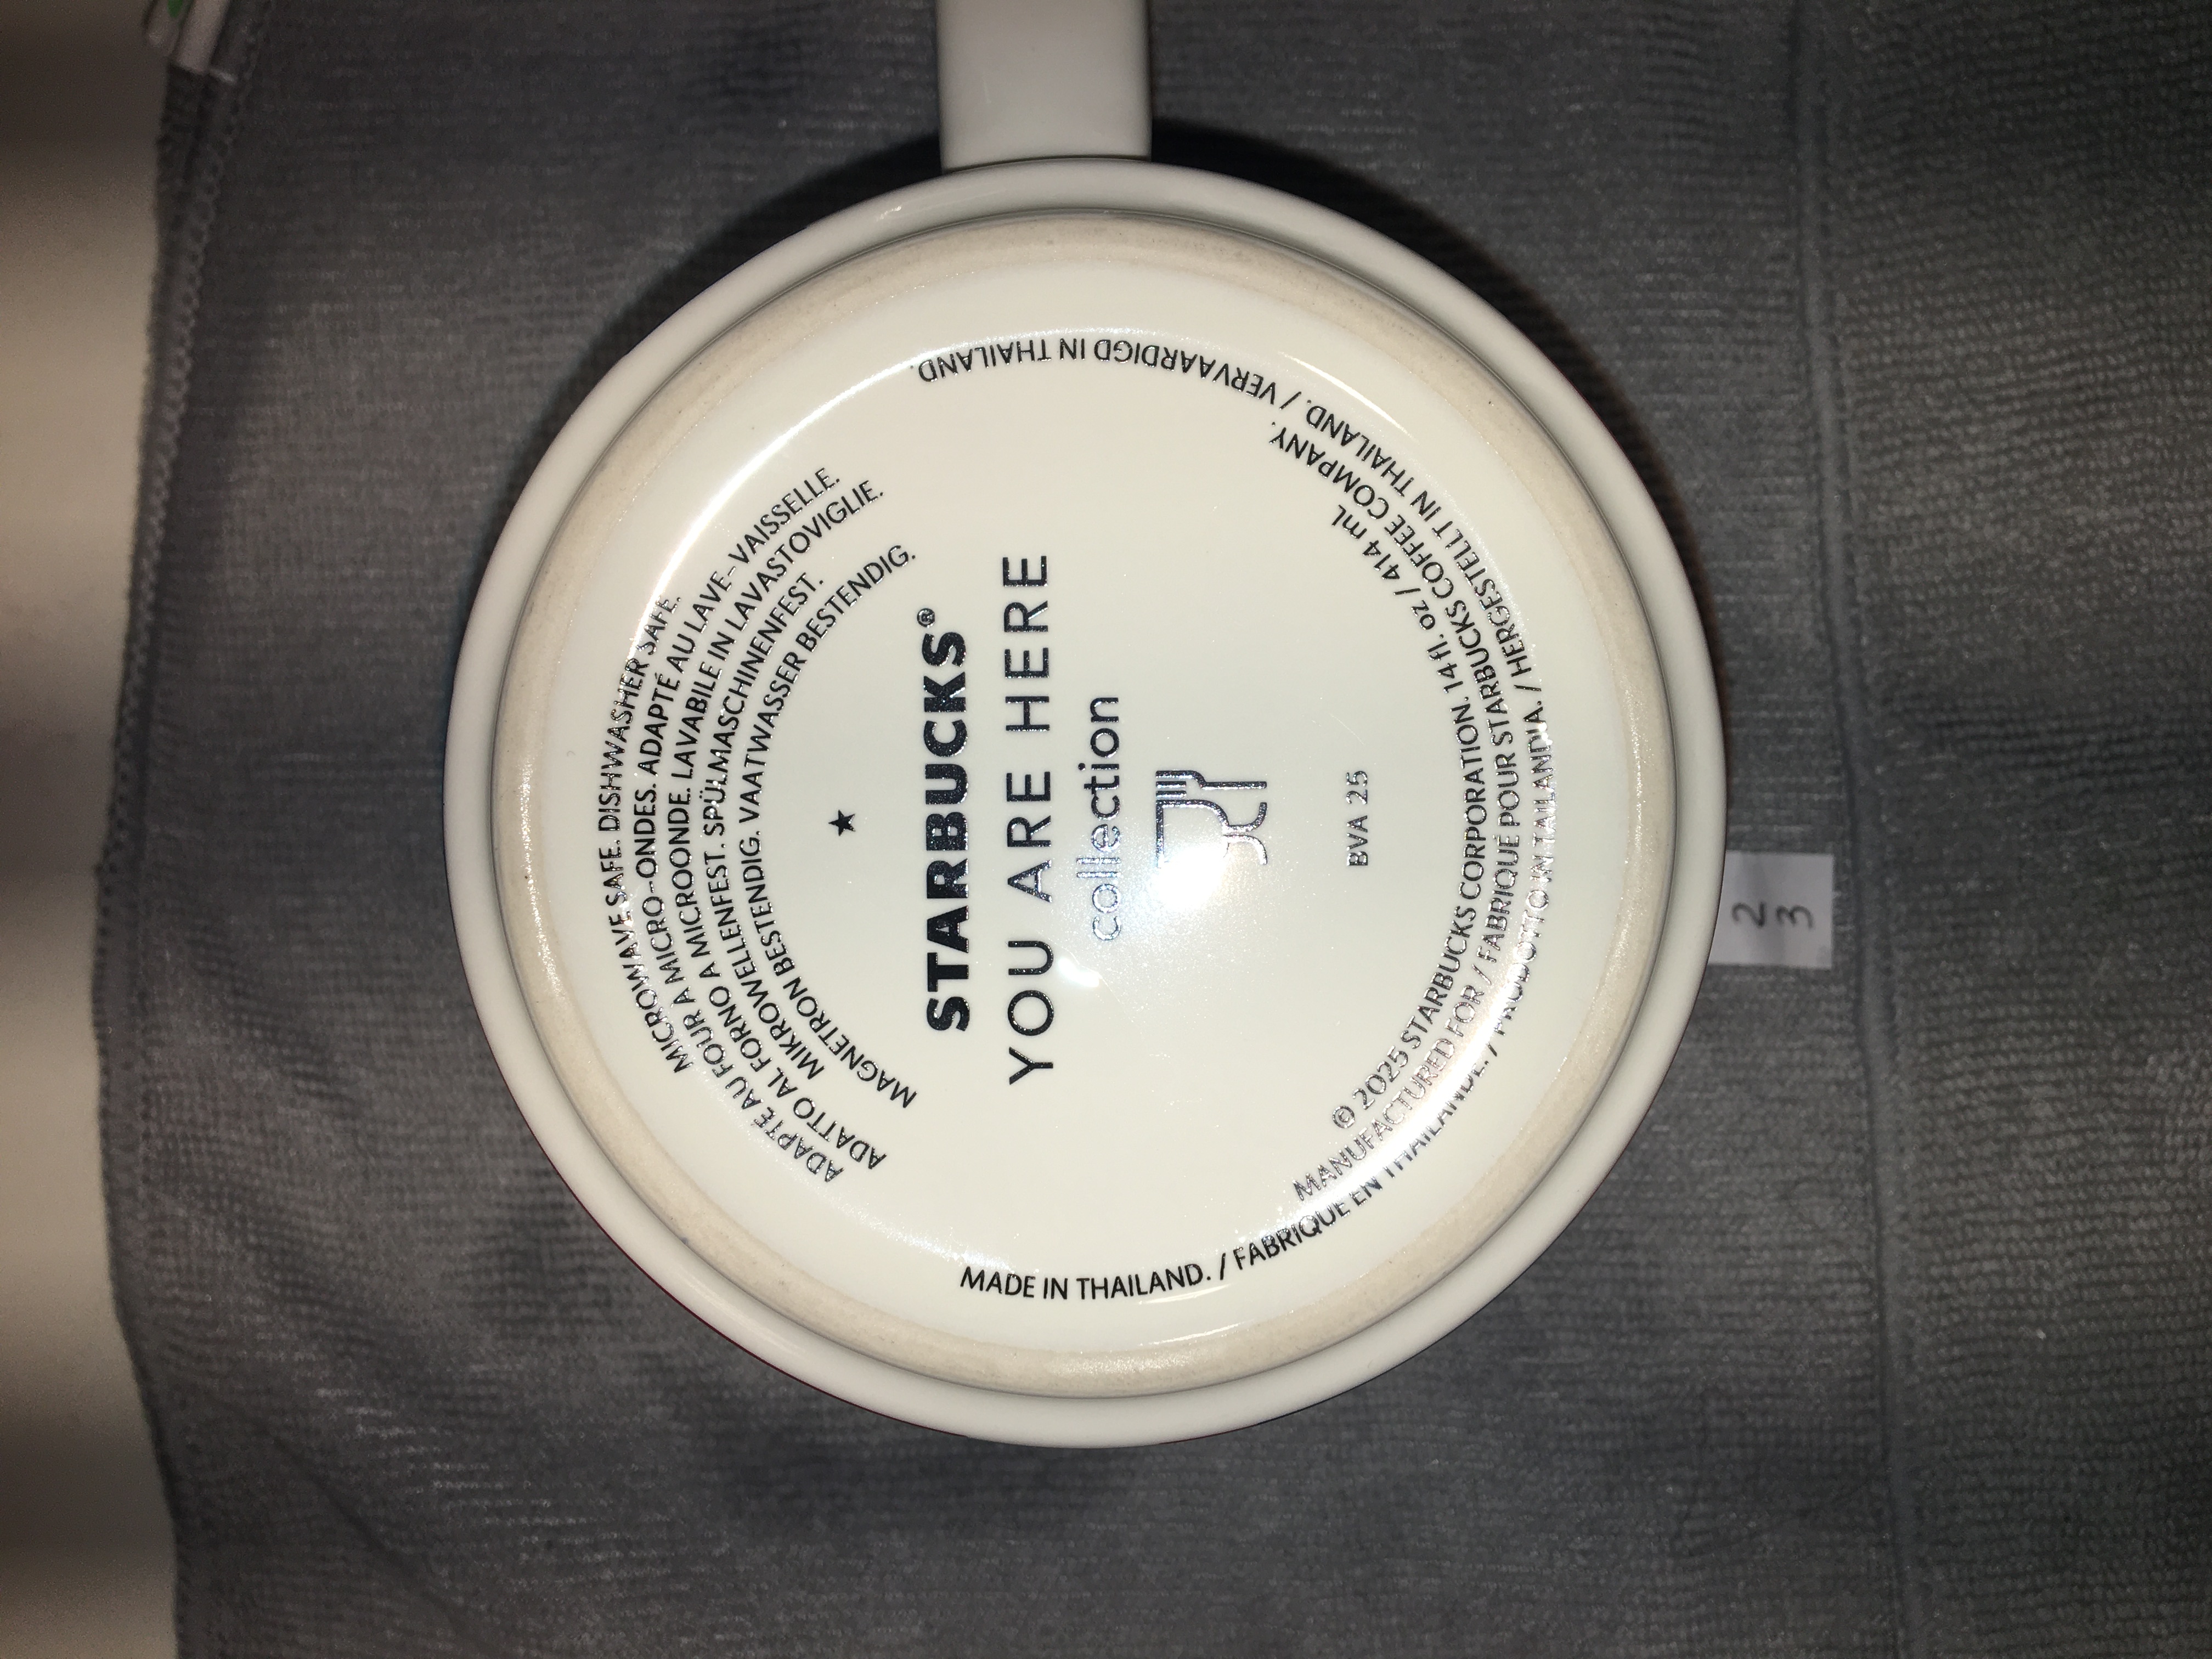 MICROWAVE SAFE. DISHWASHER SAFE.
ADAPTÉ AU FOUR À MICRO-ONDES. ADAPTÉ AU LAVE-VAISSELLE.
ADATTO AL FORNO A MICROONDE. LAVABILE IN LAVASTOVIGLIE.
MIKROWELLENFEST. SPÜLMASCHINENFEST.
MAGNETRON BESTENDIG. VAATWASSER BESTENDIG.
★
STARBUCKS®
YOU ARE HERE
collection
BVA 25
© 2025 STARBUCKS CORPORATION. 14 fl. oz / 414 mL
MANUFACTURED FOR / FABRIQUÉ POUR STARBUCKS COFFEE COMPANY.
MADE IN THAILAND. / FABRIQUÉ EN THAÏLANDE. / PRODOTTO IN TAILANDIA. / HERGESTELLT IN THAILAND. / VERVAARDIGD IN THAILAND.
2
3